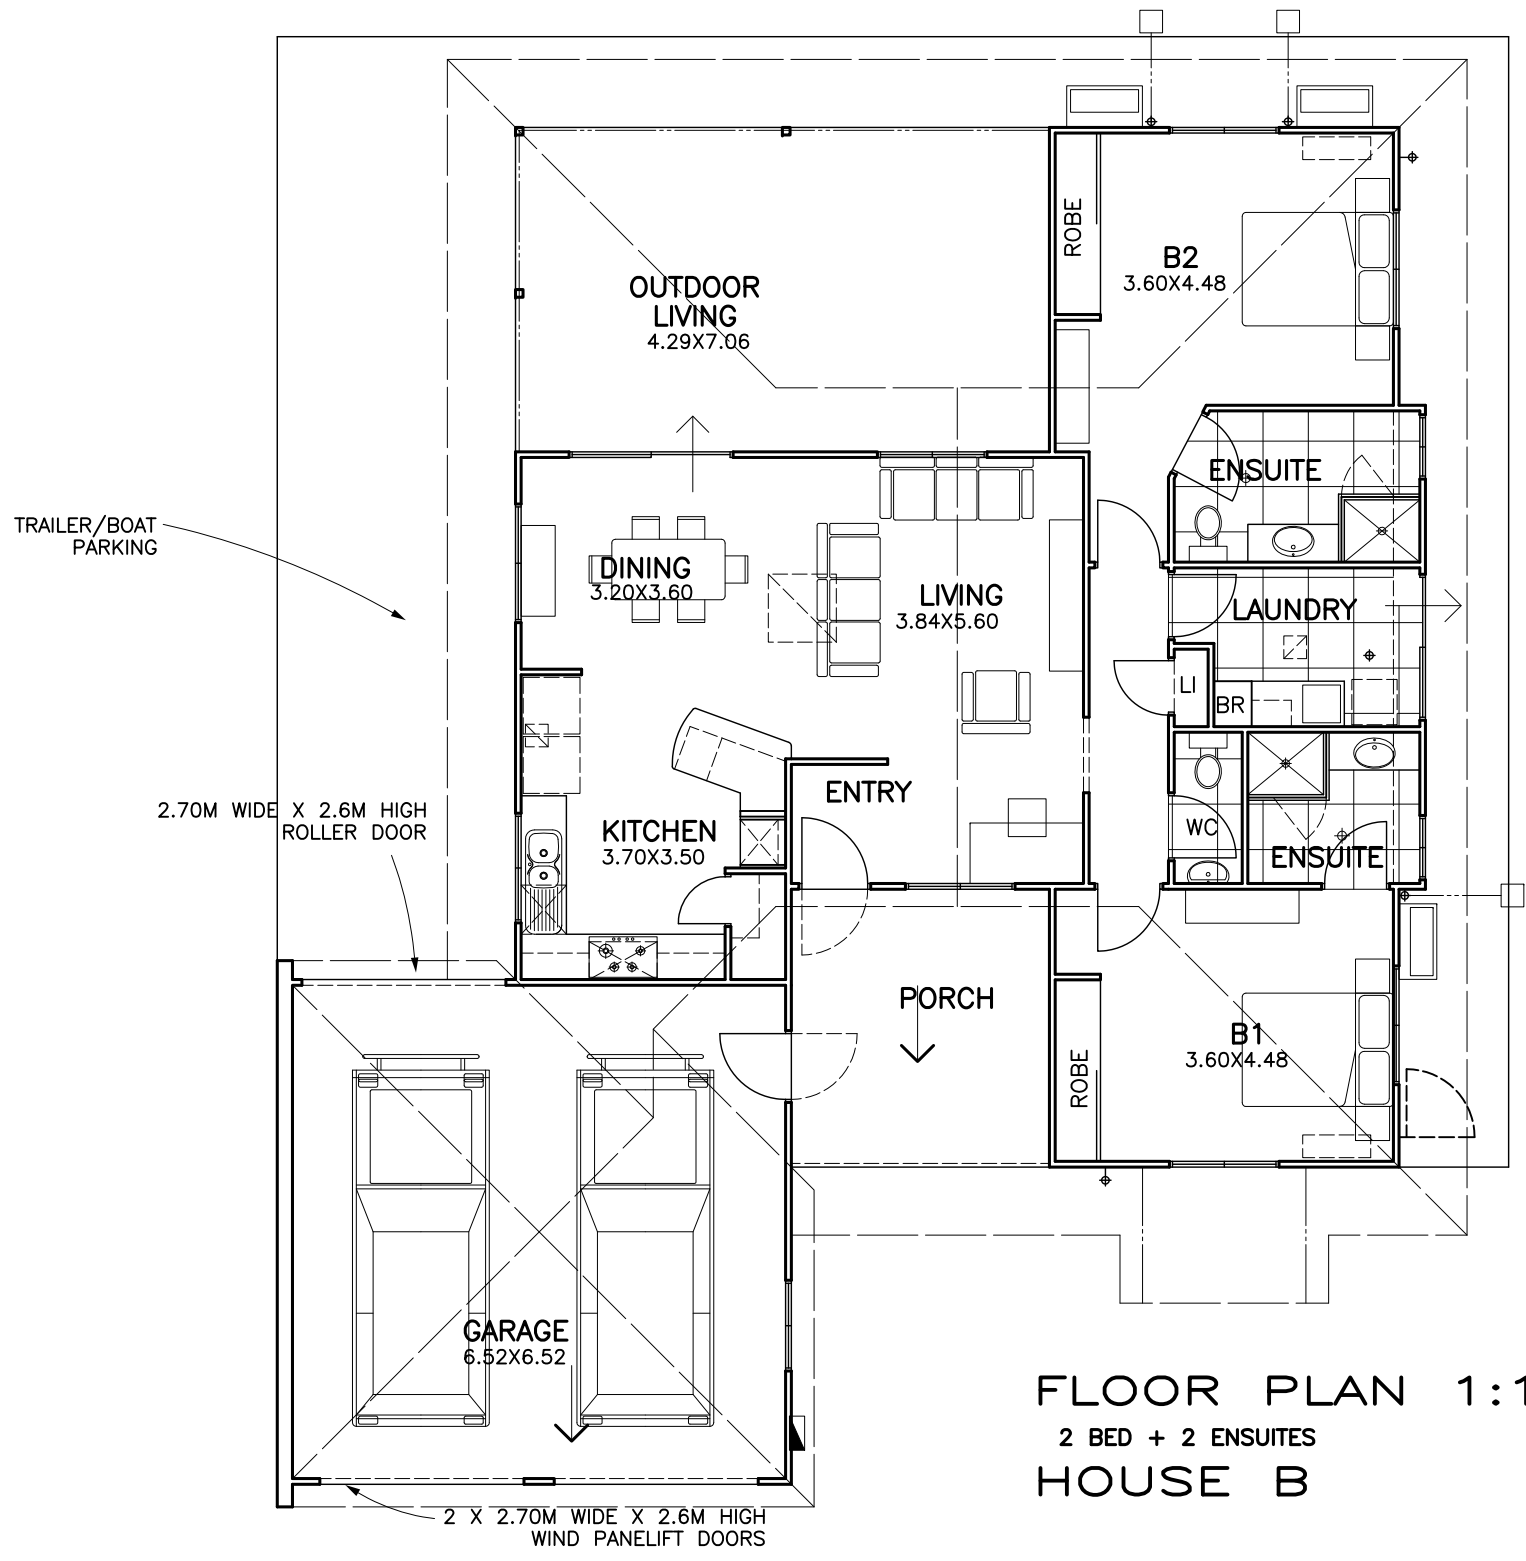 ROBE
B2
3.60X4.48
OUTDOOR
LIVING
4.29X7.06
ENSUITE
TRAILER/BOAT
PARKING
DINING
3.20X3.60
LIVING
3.84X5.60
LAUNDRY
LI
BR
ENTRY
2.70M WIDE X 2.6M HIGH
ROLLER DOOR
KITCHEN
3.70X3.50
WC
ENSUITE
PORCH
B1
3.60X4.48
ROBE
GARAGE
6.52X6.52
FLOOR PLAN 1:1
2 BED + 2 ENSUITES
HOUSE B
2 X 2.70M WIDE X 2.6M HIGH
WIND PANELIFT DOORS